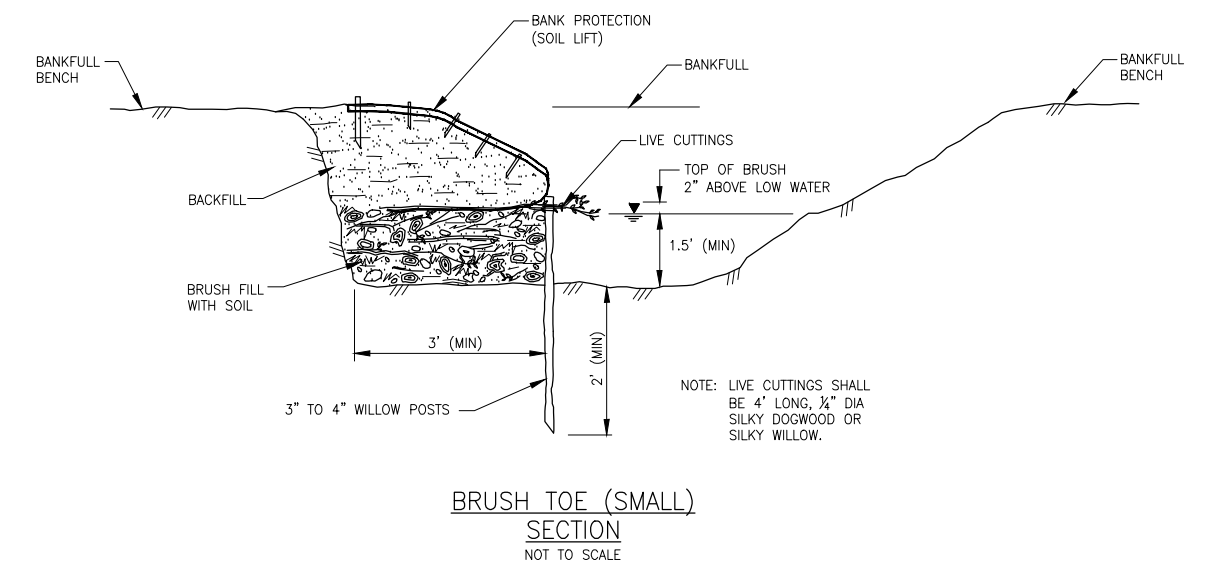 BANK PROTECTION
(SOIL LIFT)
BANKFULL
BENCH
BANKFULL
BANKFULL
BENCH
LIVE CUTTINGS
TOP OF BRUSH
2" ABOVE LOW WATER
BACKFILL
1.5' (MIN)
BRUSH FILL
WITH SOIL
3' (MIN)
2' (MIN)
3" TO 4" WILLOW POSTS
NOTE: LIVE CUTTINGS SHALL
BE 4' LONG, ¼" DIA
SILKY DOGWOOD OR
SILKY WILLOW.
BRUSH TOE (SMALL)
SECTION
NOT TO SCALE